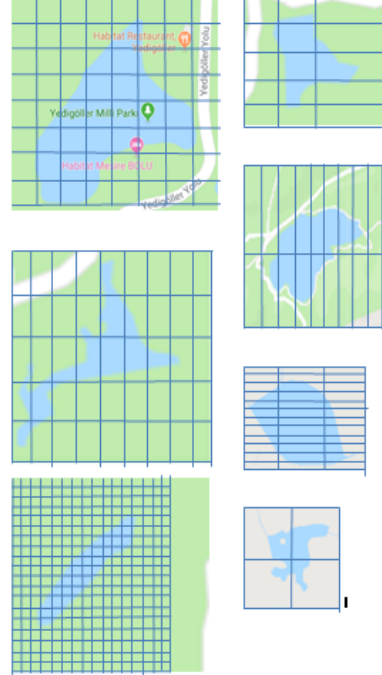 Habitat Restaurant,
Yedigöller
Yedigöller Yolu
Yedigöller Milli Parkı
Habitat Mesire BOLU
Yedigöller Yolu
I